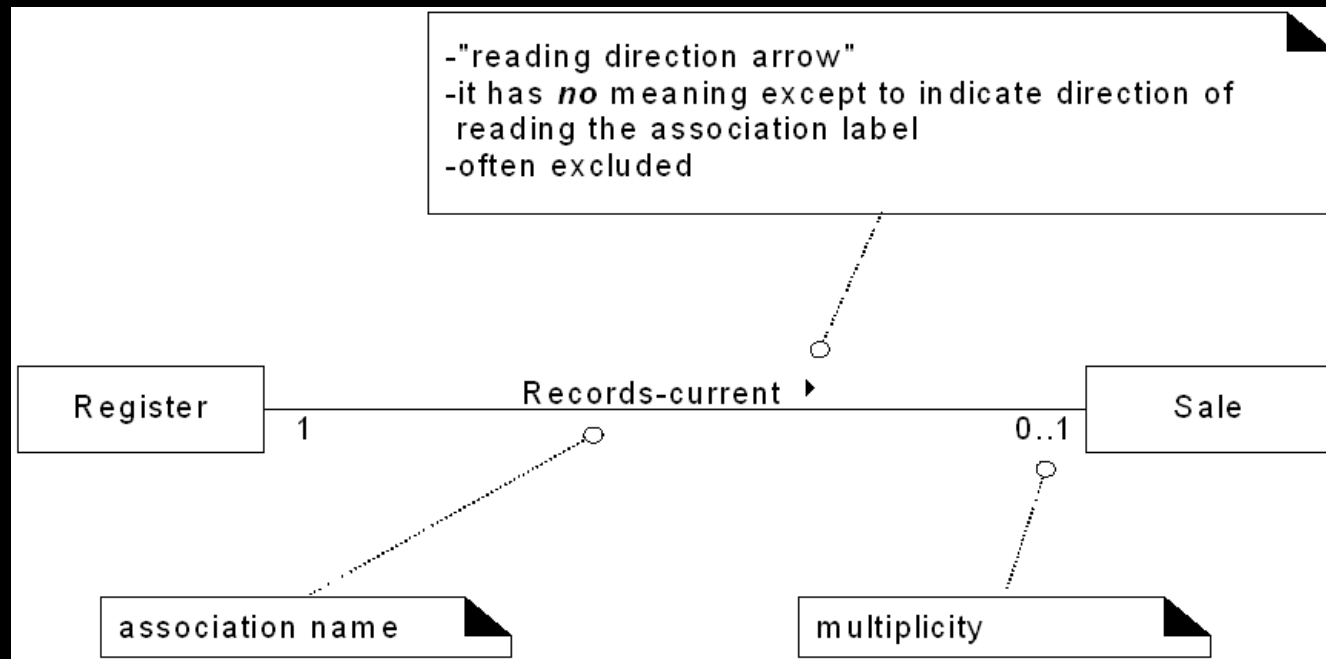 -"reading direction arrow"
-it has no meaning except to indicate direction of
reading the association label
-often excluded
Records-current
Register
Sale
1
0..1
association name
multiplicity